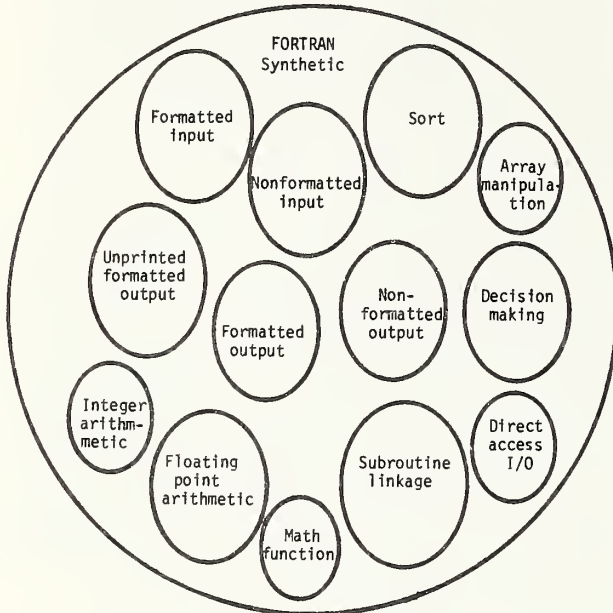 FORTRAN
Synthetic
Formatted
input
Sort
Nonformatted
input
Array
manipula-
tion
Unprinted
formatted
output
Formatted
output
Non-
formatted
output
Decision
making
Integer
arithm-
metic
Floating
point
arithmetic
Subroutine
linkage
Direct
access
I/O
Math
function